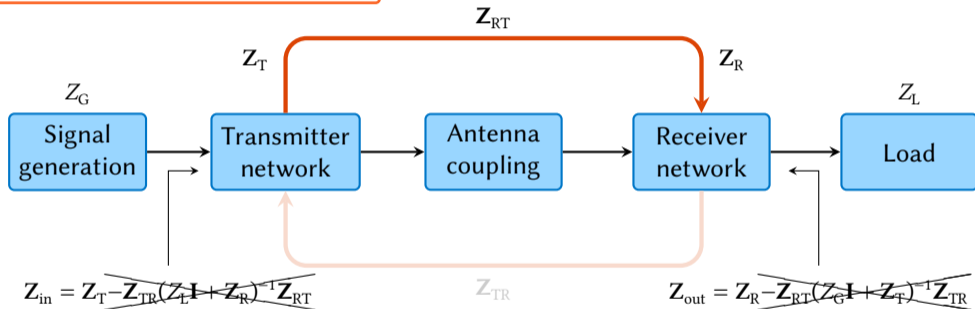 Z_RT
Z_T
Z_R
Z_G
Z_L
Signal
generation
Transmitter
network
Antenna
coupling
Receiver
network
Load
Z_in = Z_T–Z_TR(Z_L I + Z_R)^–1 Z_RT
Z_TR
Z_out = Z_R–Z_RT(Z_G I + Z_T)^–1 Z_TR